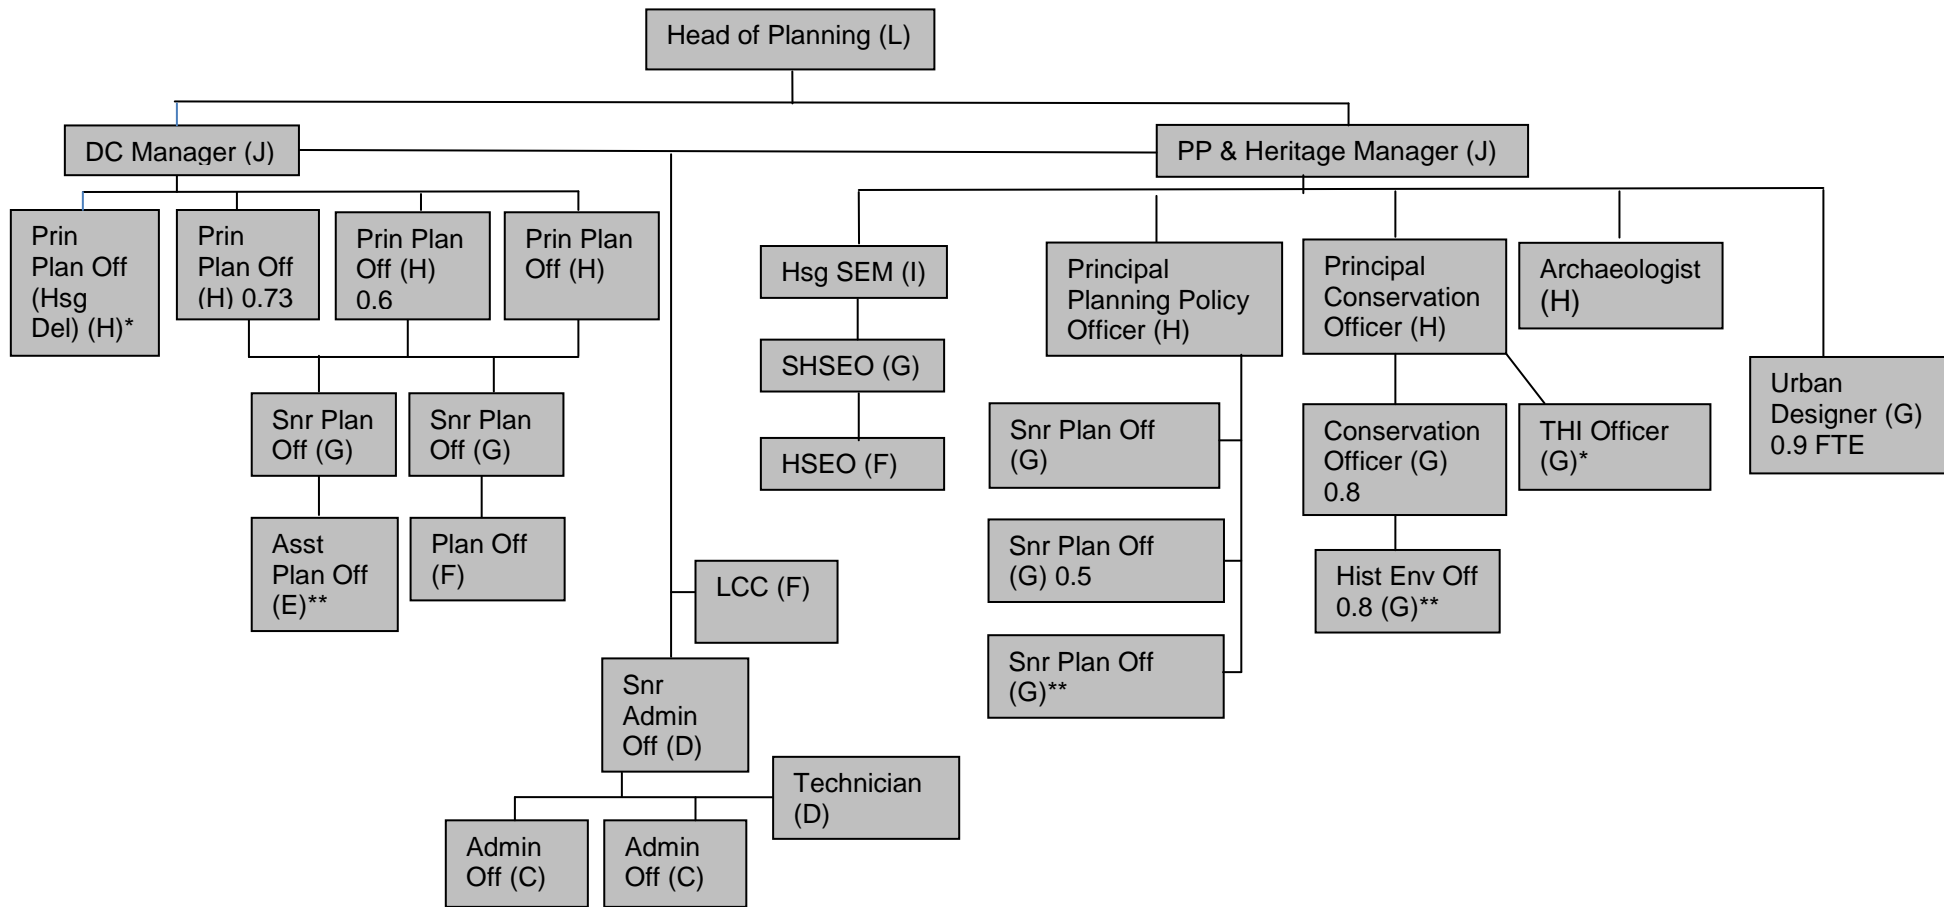 Head of Planning (L)
DC Manager (J)
PP & Heritage Manager (J)
Prin
Plan Off
(Hsg
Del) (H)*
Prin
Plan Off
(H) 0.73
Prin Plan
Off (H)
0.6
Prin Plan
Off (H)
Hsg SEM (I)
Principal
Planning Policy
Officer (H)
Principal
Conservation
Officer (H)
Archaeologist
(H)
Urban
Designer (G)
0.9 FTE
SHSEO (G)
HSEO (F)
Snr Plan
Off (G)
Snr Plan
Off (G)
Snr Plan Off
(G)
Conservation
Officer (G)
0.8
THI Officer
(G)*
Asst
Plan Off
(E)**
Plan Off
(F)
Snr Plan Off
(G) 0.5
Hist Env Off
0.8 (G)**
LCC (F)
Snr Plan Off
(G)**
Snr
Admin
Off (D)
Technician
(D)
Admin
Off (C)
Admin
Off (C)